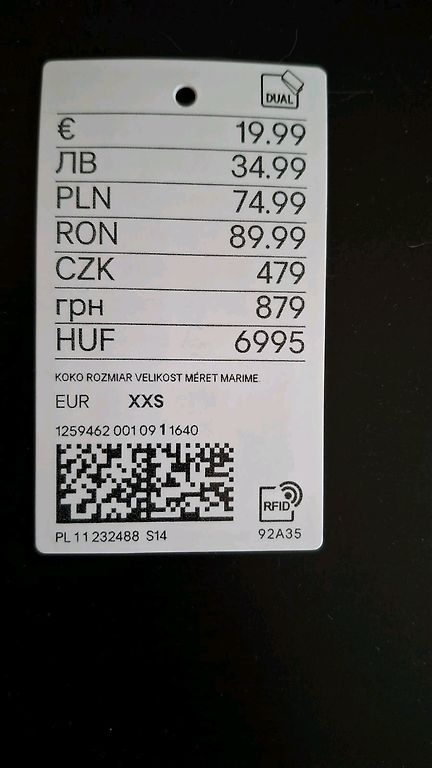 DUAL
€ 19.99
ЛВ 34.99
PLN 74.99
RON 89.99
CZK 479
грн 879
HUF 6995
KOKO ROZMIAR VELIKOST MÉRET MARIME
EUR XXS
1259462 001 09 1 1640
RFID
PL 11 232488 S14 92A35